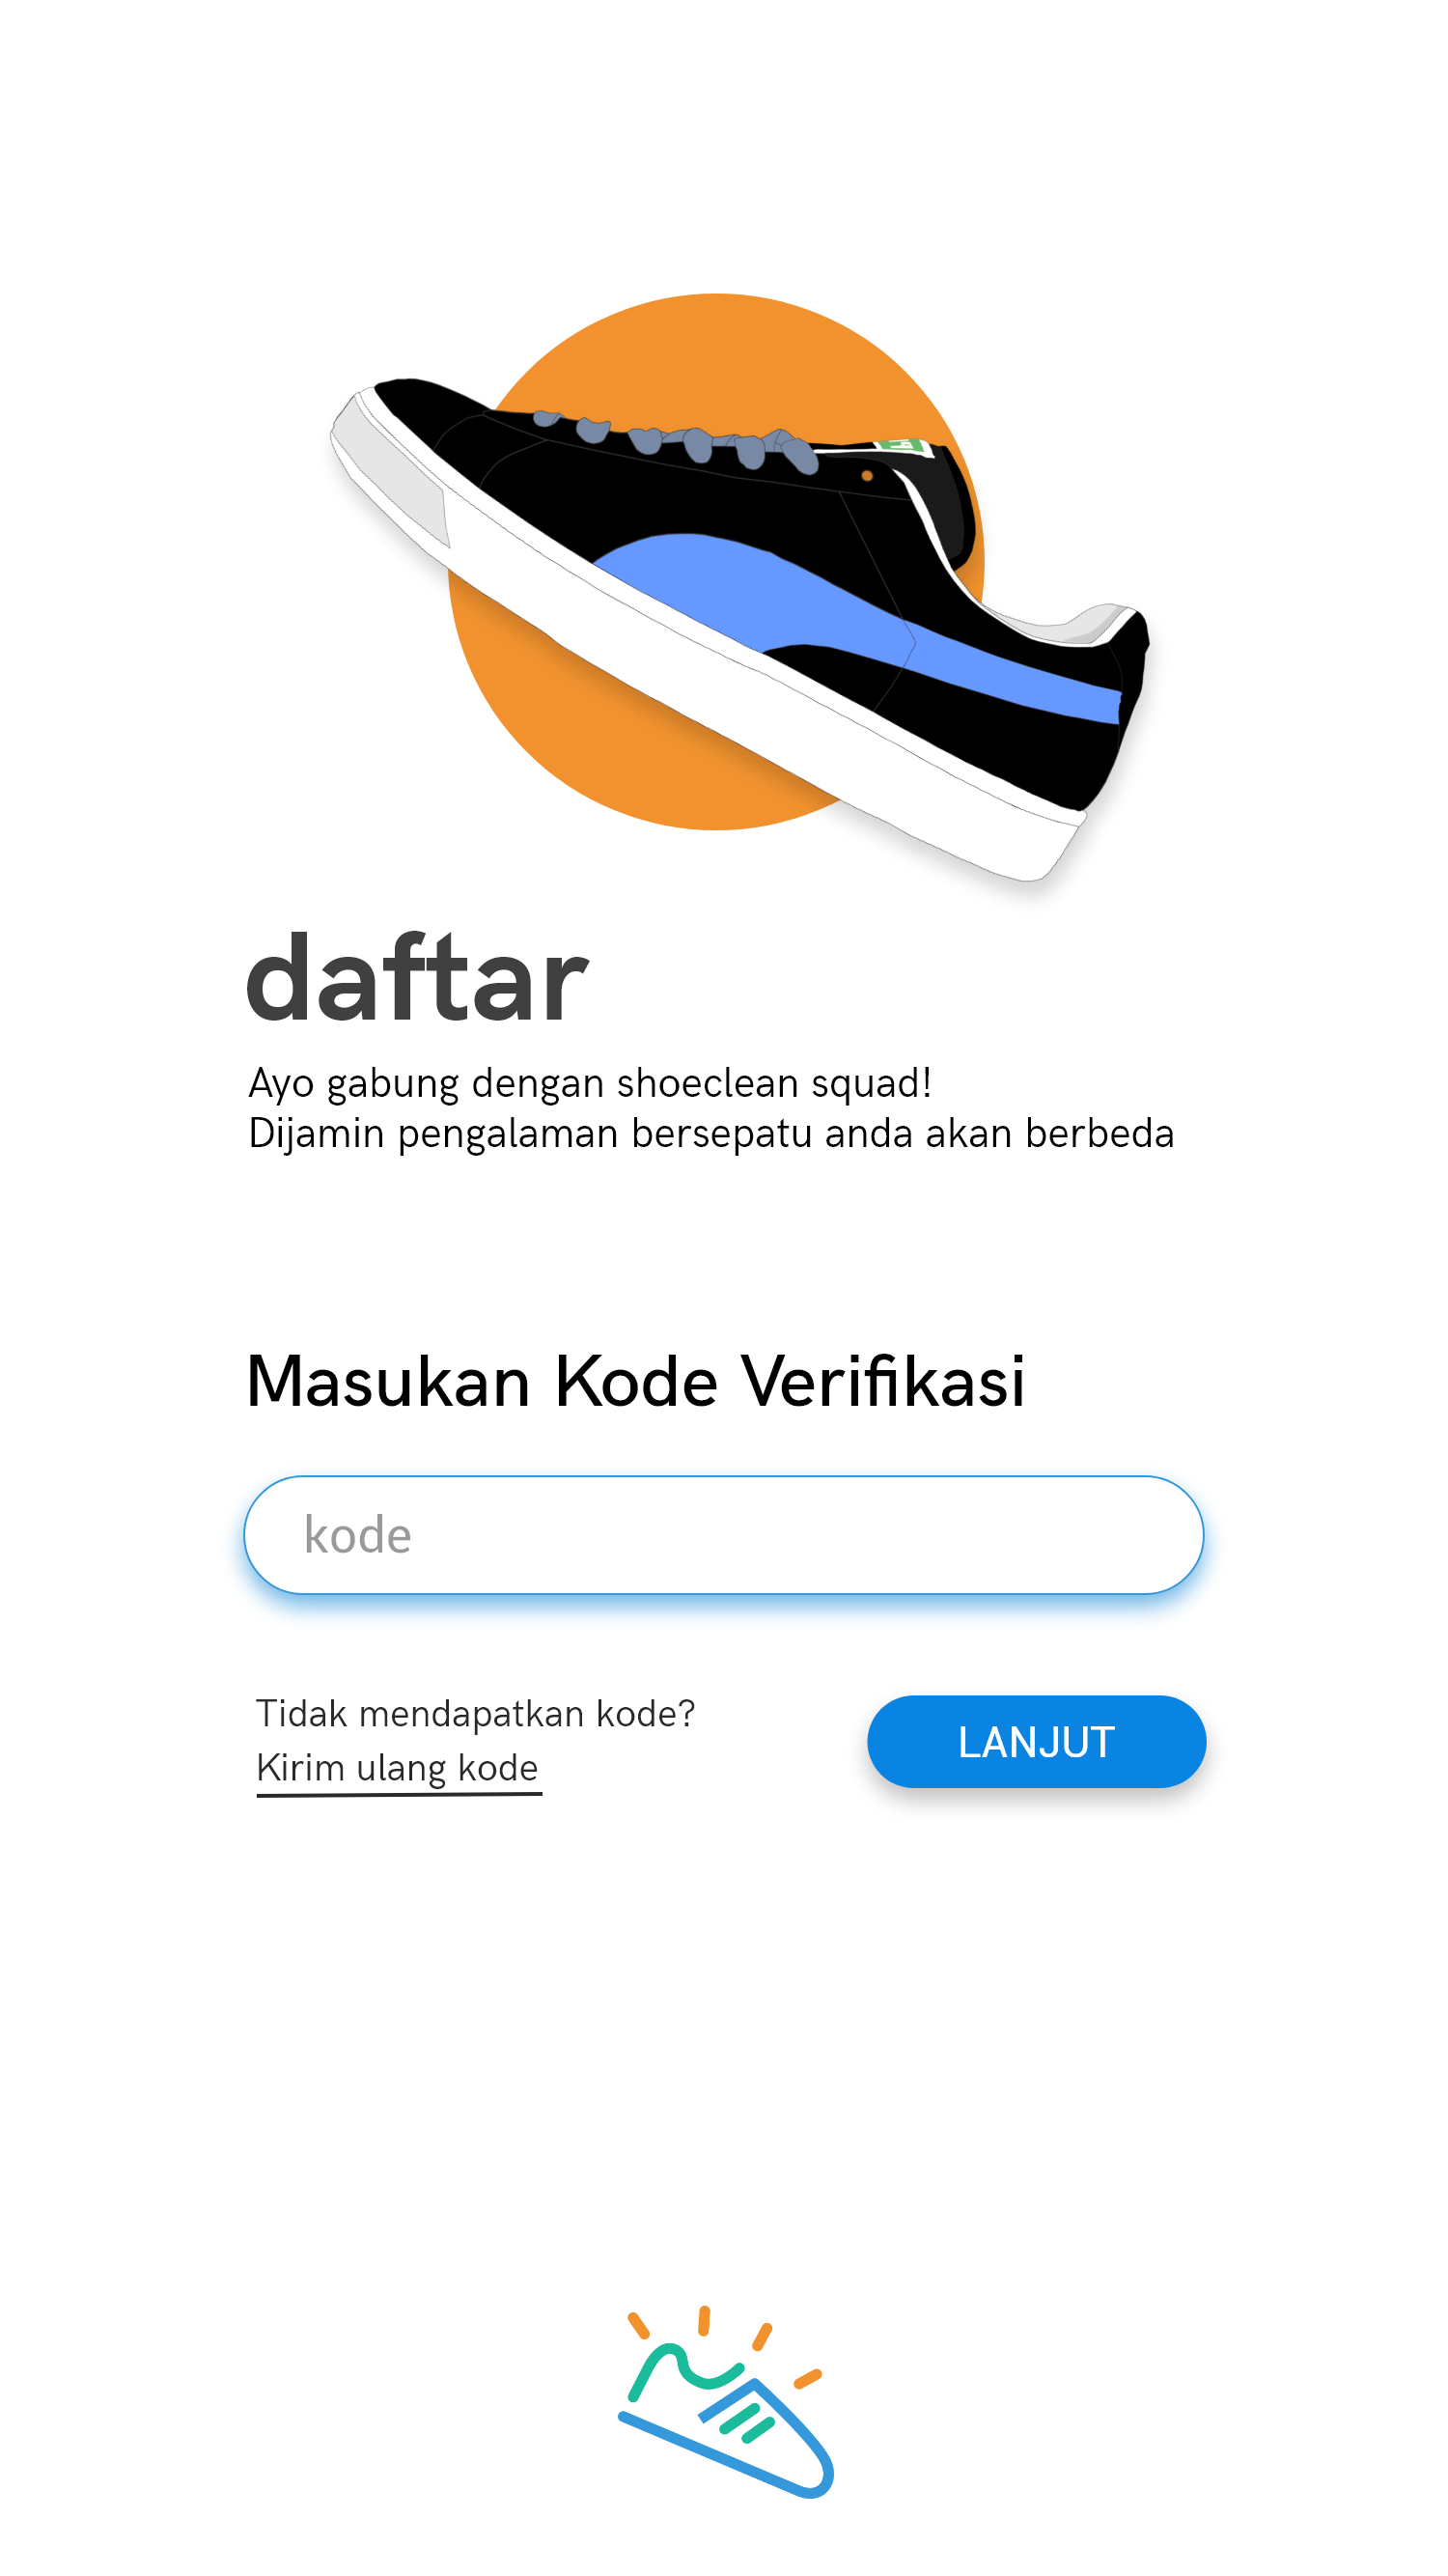 daftar
Ayo gabung dengan shoeclean squad!
Dijamin pengalaman bersepatu anda akan berbeda
Masukan Kode Verifikasi
kode
Tidak mendapatkan kode?
Kirim ulang kode
LANJUT